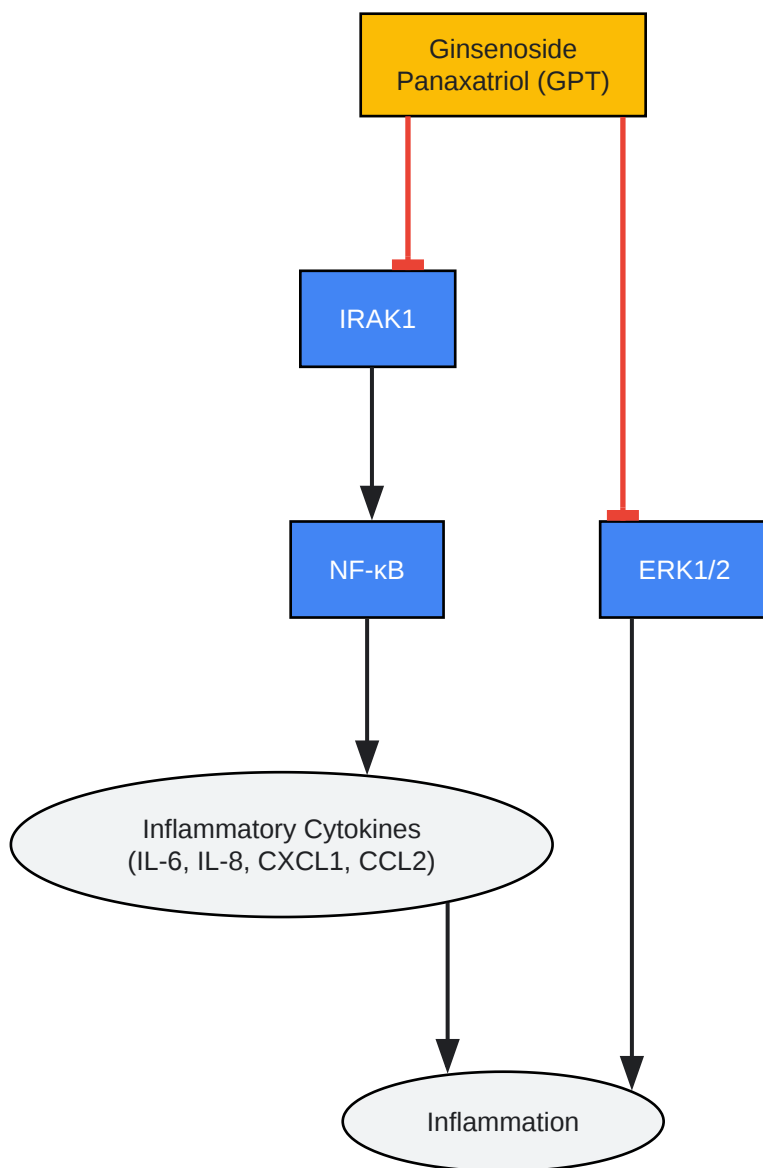 Ginsenoside
Panaxatriol (GPT)
IRAK1
NF-κB
ERK1/2
Inflammatory Cytokines
(IL-6, IL-8, CXCL1, CCL2)
Inflammation